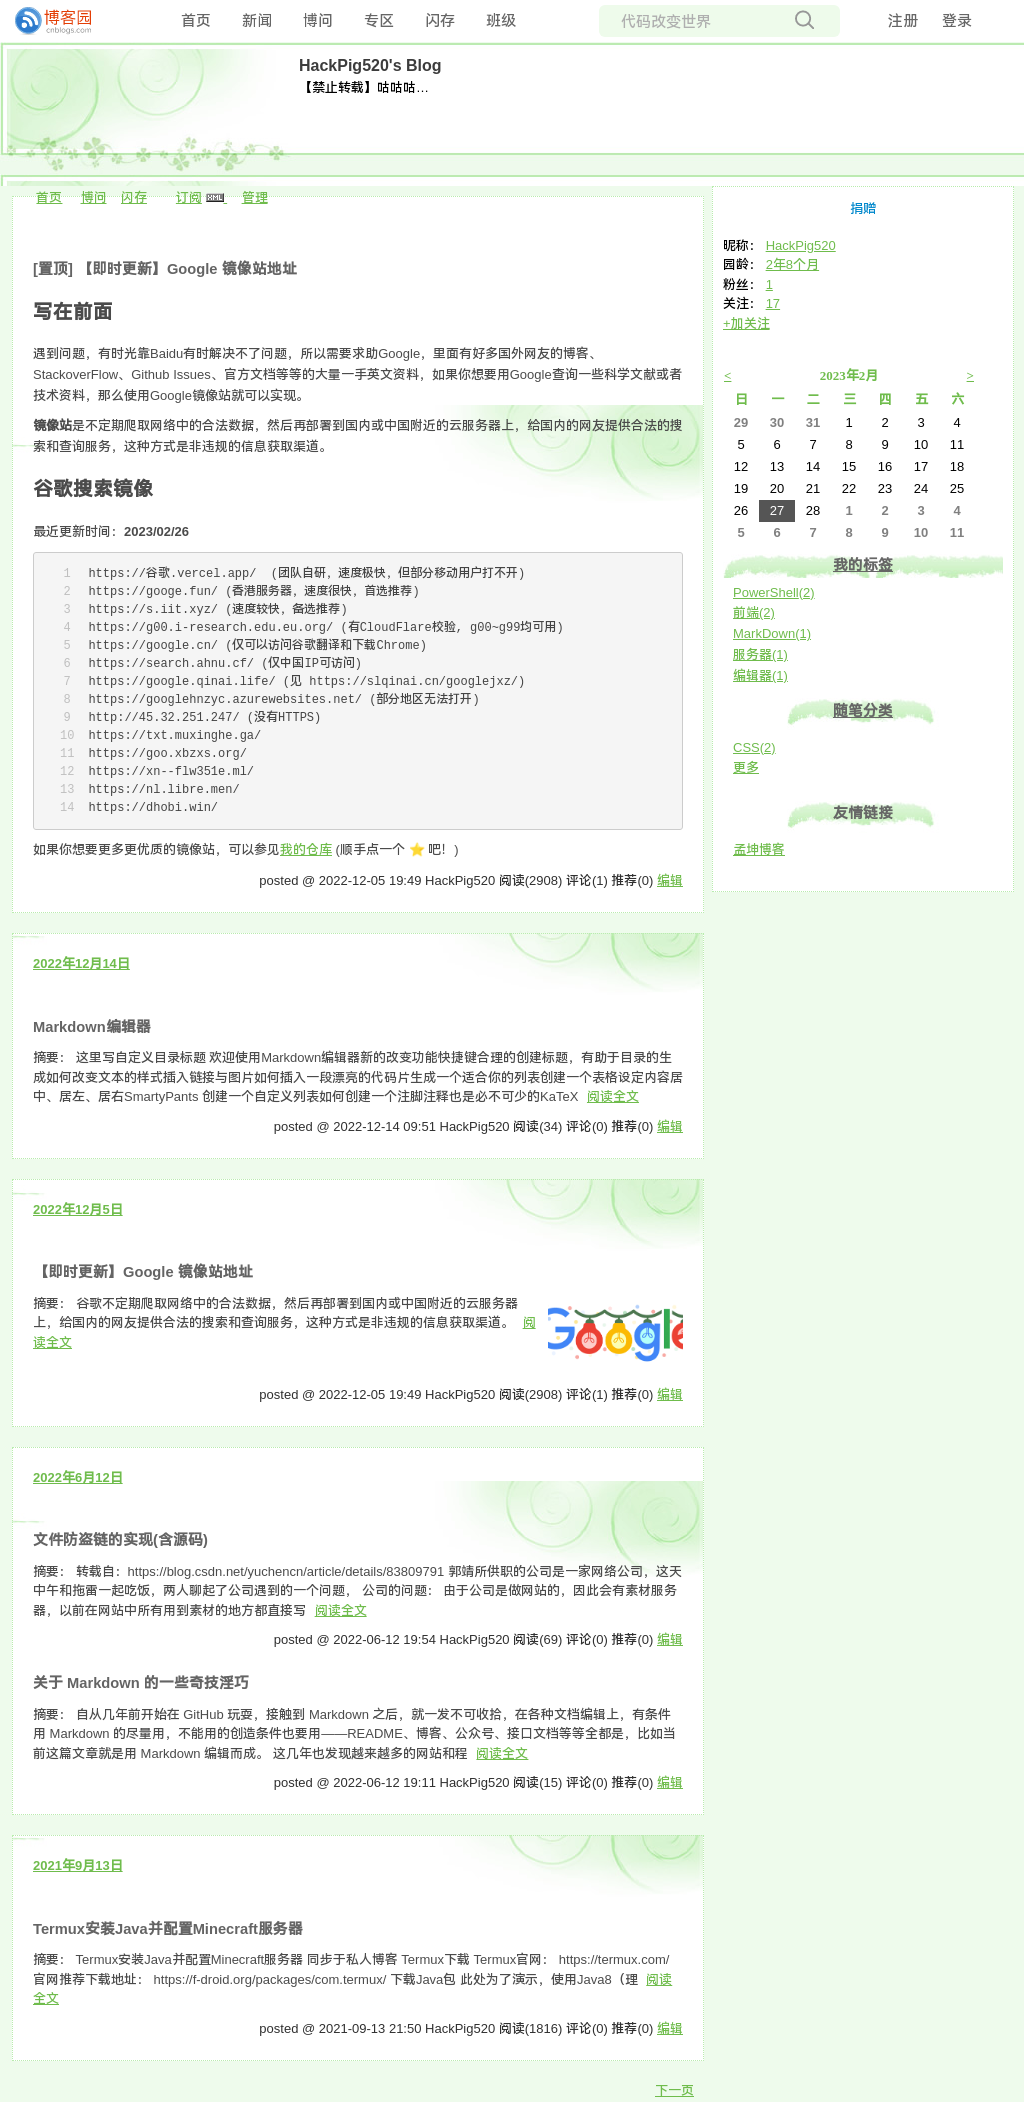 博客园
cnblogs.com
首页 新闻 博问 专区 闪存 班级
代码改变世界
注册 登录
HackPig520's Blog
【禁止转载】咕咕咕…
首页 博问 闪存 订阅 管理
[置顶] 【即时更新】Google 镜像站地址
写在前面
遇到问题，有时光靠Baidu有时解决不了问题，所以需要求助Google，里面有好多国外网友的博客、
StackoverFlow、Github Issues、官方文档等等的大量一手英文资料，如果你想要用Google查询一些科学文献或者
技术资料，那么使用Google镜像站就可以实现。
镜像站是不定期爬取网络中的合法数据，然后再部署到国内或中国附近的云服务器上，给国内的网友提供合法的搜
索和查询服务，这种方式是非违规的信息获取渠道。
谷歌搜索镜像
最近更新时间：2023/02/26
1 https://谷歌.vercel.app/ (团队自研，速度极快，但部分移动用户打不开)
2 https://googe.fun/ (香港服务器，速度很快，首选推荐)
3 https://s.iit.xyz/ (速度较快，备选推荐)
4 https://g00.i-research.edu.eu.org/ (有CloudFlare校验, g00~g99均可用)
5 https://google.cn/ (仅可以访问谷歌翻译和下载Chrome)
6 https://search.ahnu.cf/ (仅中国IP可访问)
7 https://google.qinai.life/ (见 https://slqinai.cn/googlejxz/)
8 https://googlehnzyc.azurewebsites.net/ (部分地区无法打开)
9 http://45.32.251.247/ (没有HTTPS)
10 https://txt.muxinghe.ga/
11 https://goo.xbzxs.org/
12 https://xn--flw351e.ml/
13 https://nl.libre.men/
14 https://dhobi.win/
如果你想要更多更优质的镜像站，可以参见我的仓库 (顺手点一个 ⭐ 吧！)
posted @ 2022-12-05 19:49 HackPig520 阅读(2908) 评论(1) 推荐(0) 编辑
2022年12月14日
Markdown编辑器
摘要： 这里写自定义目录标题 欢迎使用Markdown编辑器新的改变功能快捷键合理的创建标题，有助于目录的生
成如何改变文本的样式插入链接与图片如何插入一段漂亮的代码片生成一个适合你的列表创建一个表格设定内容居
中、居左、居右SmartyPants 创建一个自定义列表如何创建一个注脚注释也是必不可少的KaTeX 阅读全文
posted @ 2022-12-14 09:51 HackPig520 阅读(34) 评论(0) 推荐(0) 编辑
2022年12月5日
【即时更新】Google 镜像站地址
摘要： 谷歌不定期爬取网络中的合法数据，然后再部署到国内或中国附近的云服务器
上，给国内的网友提供合法的搜索和查询服务，这种方式是非违规的信息获取渠道。 阅
读全文
Google
posted @ 2022-12-05 19:49 HackPig520 阅读(2908) 评论(1) 推荐(0) 编辑
2022年6月12日
文件防盗链的实现(含源码)
摘要： 转载自：https://blog.csdn.net/yuchencn/article/details/83809791 郭靖所供职的公司是一家网络公司，这天
中午和拖雷一起吃饭，两人聊起了公司遇到的一个问题， 公司的问题： 由于公司是做网站的，因此会有素材服务
器，以前在网站中所有用到素材的地方都直接写 阅读全文
posted @ 2022-06-12 19:54 HackPig520 阅读(69) 评论(0) 推荐(0) 编辑
关于 Markdown 的一些奇技淫巧
摘要： 自从几年前开始在 GitHub 玩耍，接触到 Markdown 之后，就一发不可收拾，在各种文档编辑上，有条件
用 Markdown 的尽量用，不能用的创造条件也要用——README、博客、公众号、接口文档等等全都是，比如当
前这篇文章就是用 Markdown 编辑而成。 这几年也发现越来越多的网站和程 阅读全文
posted @ 2022-06-12 19:11 HackPig520 阅读(15) 评论(0) 推荐(0) 编辑
2021年9月13日
Termux安装Java并配置Minecraft服务器
摘要： Termux安装Java并配置Minecraft服务器 同步于私人博客 Termux下载 Termux官网： https://termux.com/
官网推荐下载地址： https://f-droid.org/packages/com.termux/ 下载Java包 此处为了演示，使用Java8（理 阅读
全文
posted @ 2021-09-13 21:50 HackPig520 阅读(1816) 评论(0) 推荐(0) 编辑
下一页
捐赠
昵称： HackPig520
园龄： 2年8个月
粉丝： 1
关注： 17
+加关注
< 2023年2月 >
日 一 二 三 四 五 六
29 30 31 1 2 3 4
5 6 7 8 9 10 11
12 13 14 15 16 17 18
19 20 21 22 23 24 25
26 27 28 1 2 3 4
5 6 7 8 9 10 11
我的标签
PowerShell(2)
前端(2)
MarkDown(1)
服务器(1)
编辑器(1)
随笔分类
CSS(2)
更多
友情链接
孟坤博客